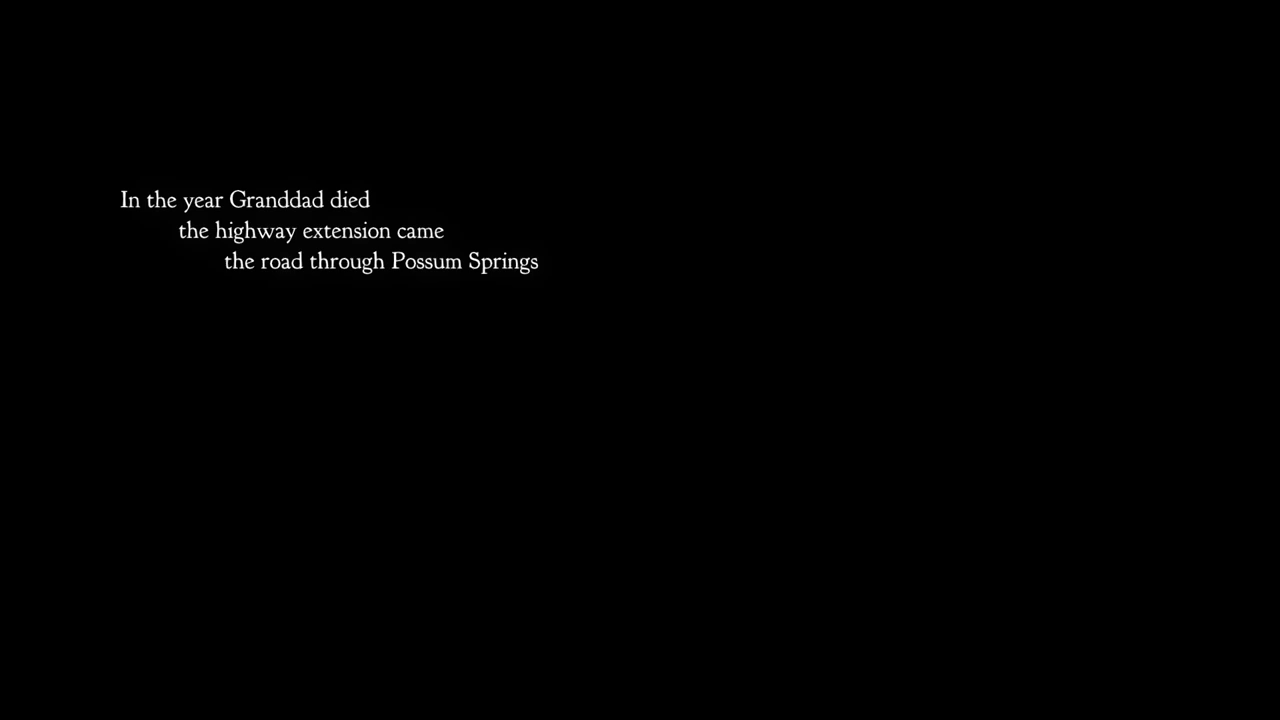 In the year Granddad died
the highway extension came
the road through Possum Springs